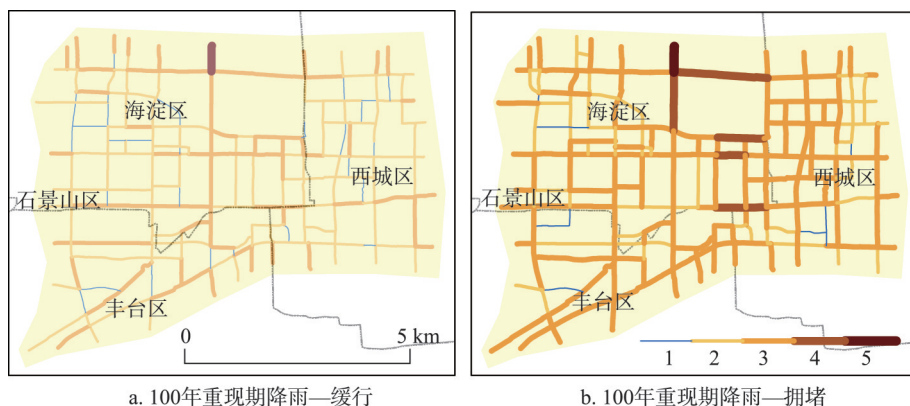 海淀区
西城区
石景山区
丰台区
0 5 km
a. 100年重现期降雨—缓行
海淀区
西城区
石景山区
丰台区
1 2 3 4 5
b. 100年重现期降雨—拥堵